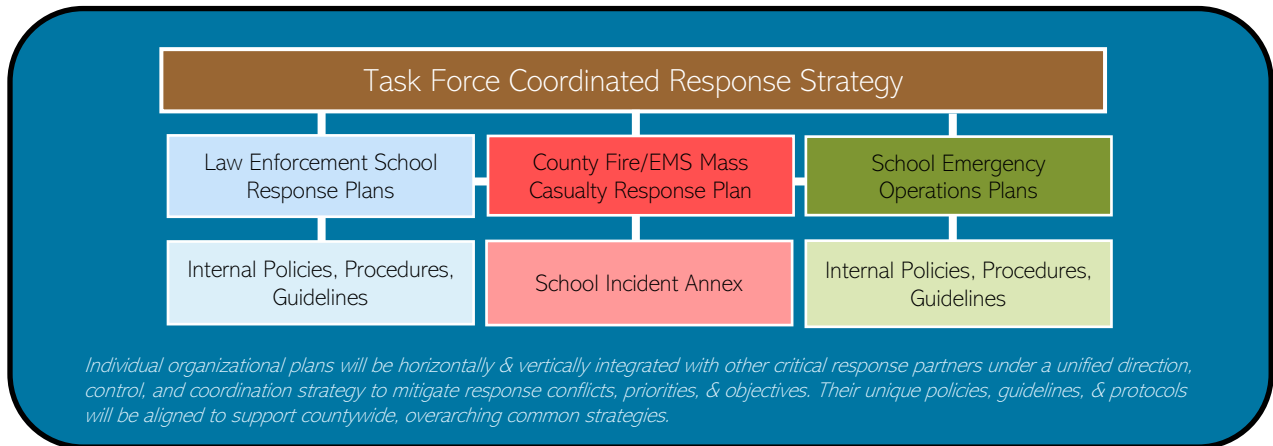 Task Force Coordinated Response Strategy
Law Enforcement School
Response Plans
County Fire/EMS Mass
Casualty Response Plan
School Emergency
Operations Plans
Internal Policies, Procedures,
Guidelines
School Incident Annex
Internal Policies, Procedures,
Guidelines
Individual organizational plans will be horizontally & vertically integrated with other critical response partners under a unified direction,
control, and coordination strategy to mitigate response conflicts, priorities, & objectives. Their unique policies, guidelines, & protocols
will be aligned to support countywide, overarching common strategies.